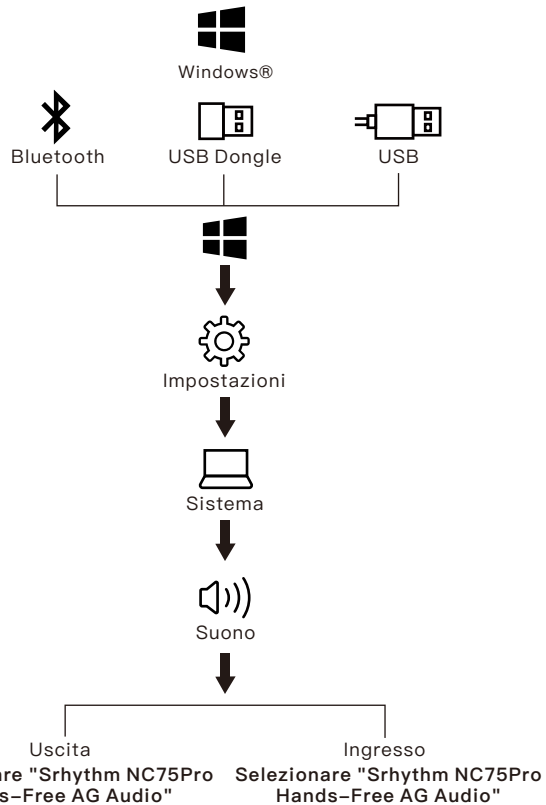 Windows®
Bluetooth USB Dongle USB
Impostazioni
Sistema
Suono
Uscita Ingresso
"Srhythm NC75Pro Selezionare "Srhythm NC75Pro
Free AG Audio" Hands–Free AG Audio"